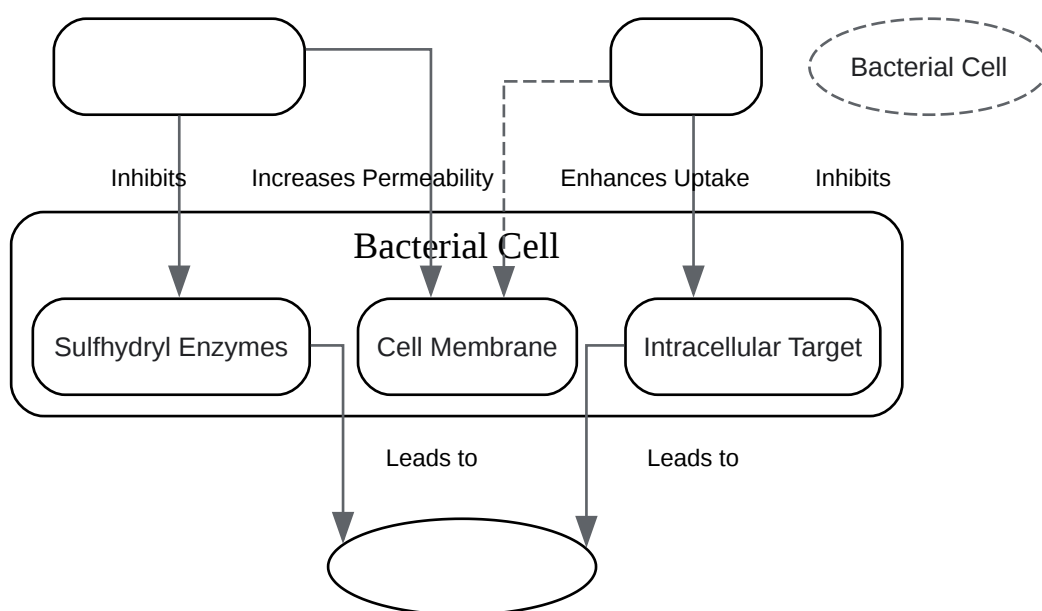 Bacterial Cell
Inhibits
Increases Permeability
Enhances Uptake
Inhibits
Bacterial Cell
Sulfhydryl Enzymes
Cell Membrane
Intracellular Target
Leads to
Leads to